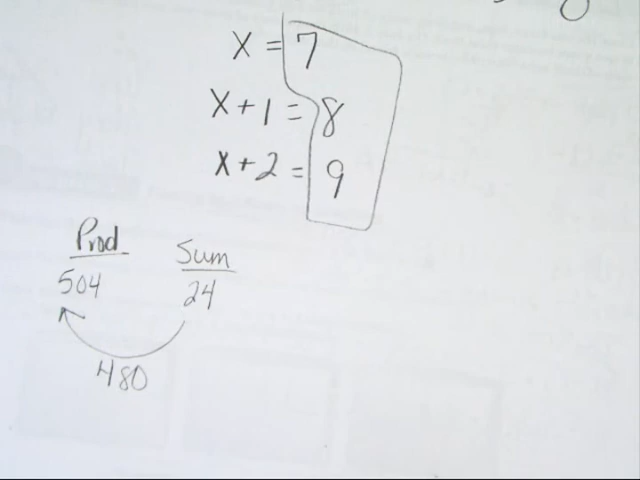 x = 7
x + 1 = 8
x + 2 = 9
Prod Sum
504 24
480